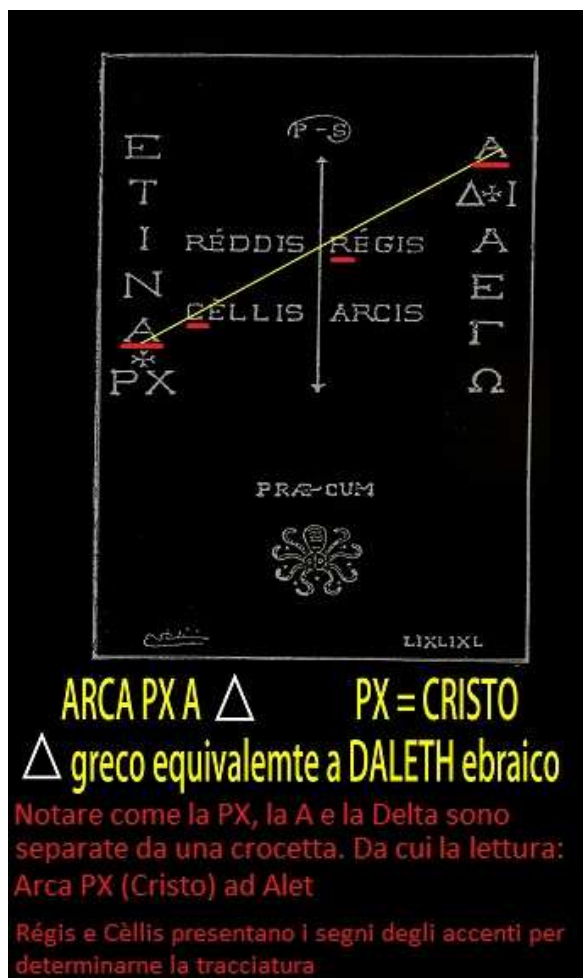 E
T
I
N
A
✠
PX
P-S
RÉDDIS RÉGIS
CÈLLIS ARCIS
A
Δ✠I
A
E
Γ
Ω
PRÆ-CUM
LIXLIXL
ARCA PX A Δ PX = CRISTO
Δ greco equivalemte a DALETH ebraico
Notare come la PX, la A e la Delta sono
separate da una crocetta. Da cui la lettura:
Arca PX (Cristo) ad Alet
Régis e Cèllis presentano i segni degli accenti per
determinarne la tracciatura